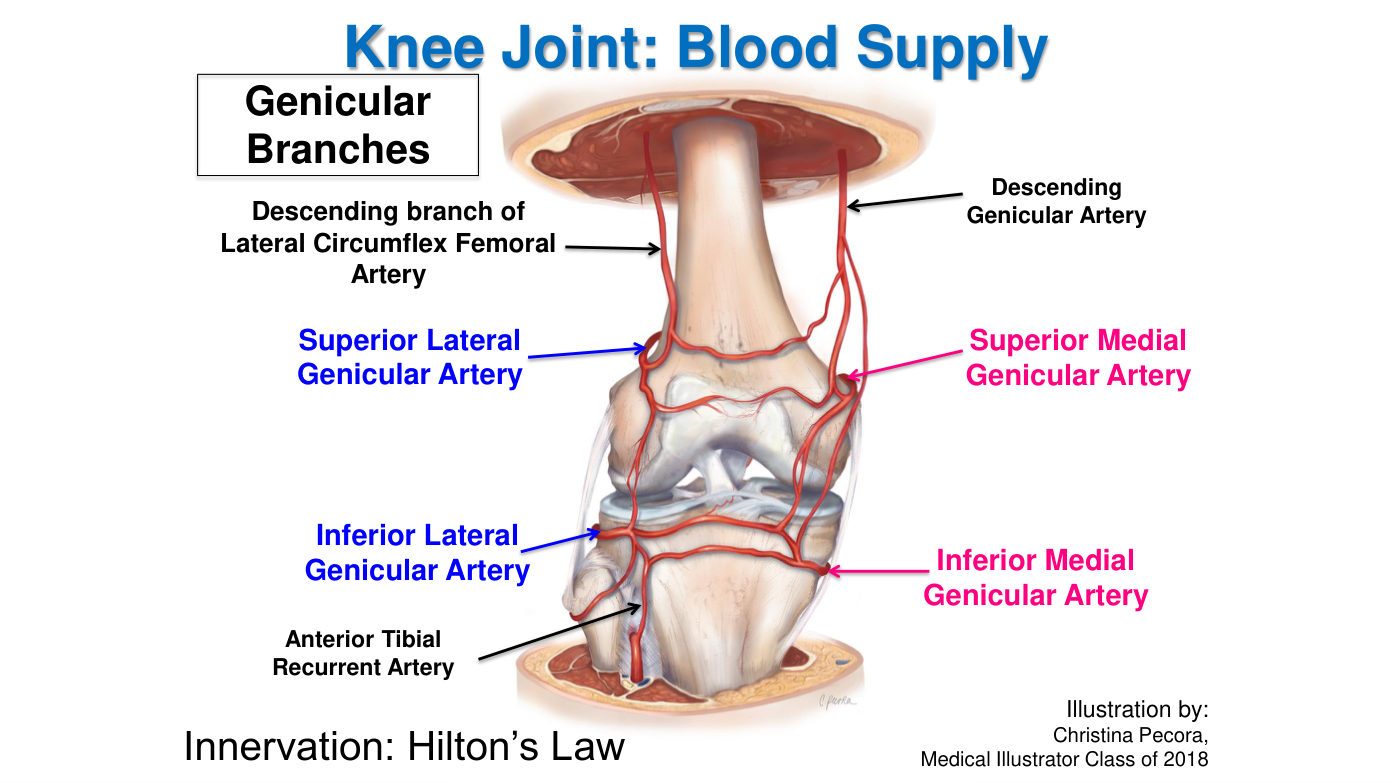 Knee Joint: Blood Supply
Genicular
Branches
Descending branch of
Lateral Circumflex Femoral
Artery
Descending
Genicular Artery
Superior Lateral
Genicular Artery
Superior Medial
Genicular Artery
Inferior Lateral
Genicular Artery
Inferior Medial
Genicular Artery
Anterior Tibial
Recurrent Artery
C. Pecora
Illustration by:
Christina Pecora,
Medical Illustrator Class of 2018
Innervation: Hilton’s Law